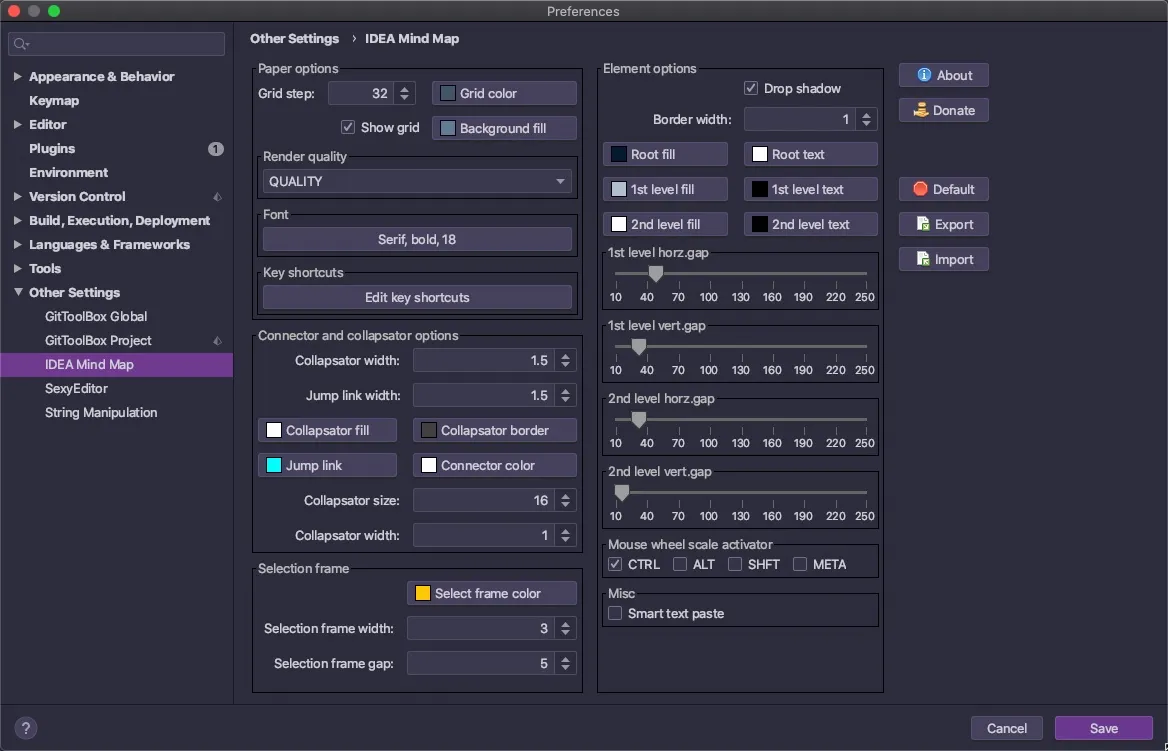 Preferences
Appearance & Behavior
Keymap
Editor
Plugins 1
Environment
Version Control
Build, Execution, Deployment
Languages & Frameworks
Tools
Other Settings
GitToolBox Global
GitToolBox Project
IDEA Mind Map
SexyEditor
String Manipulation
Other Settings › IDEA Mind Map
Paper options
Grid step: 32 Grid color
Show grid Background fill
Render quality
QUALITY
Font
Serif, bold, 18
Key shortcuts
Edit key shortcuts
Connector and collapsator options
Collapsator width: 1.5
Jump link width: 1.5
Collapsator fill Collapsator border
Jump link Connector color
Collapsator size: 16
Collapsator width: 1
Selection frame
Select frame color
Selection frame width: 3
Selection frame gap: 5
Element options
Drop shadow
Border width: 1
Root fill Root text
1st level fill 1st level text
2nd level fill 2nd level text
1st level horz.gap
10 40 70 100 130 160 190 220 250
1st level vert.gap
10 40 70 100 130 160 190 220 250
2nd level horz.gap
10 40 70 100 130 160 190 220 250
2nd level vert.gap
10 40 70 100 130 160 190 220 250
Mouse wheel scale activator
CTRL ALT SHFT META
Misc
Smart text paste
About
Donate
Default
Export
Import
? Cancel Save